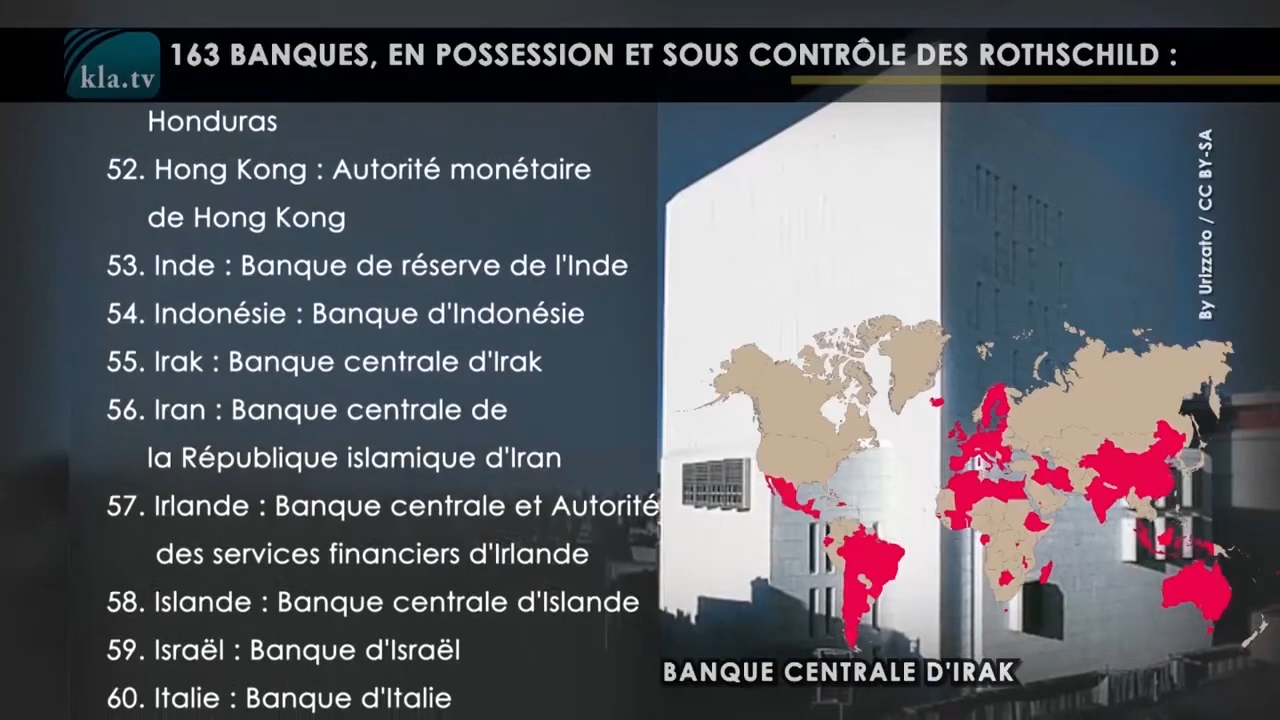 kla.tv
163 BANQUES, EN POSSESSION ET SOUS CONTRÔLE DES ROTHSCHILD :
Honduras
52. Hong Kong : Autorité monétaire
de Hong Kong
53. Inde : Banque de réserve de l'Inde
54. Indonésie : Banque d'Indonésie
55. Irak : Banque centrale d'Irak
56. Iran : Banque centrale de
la République islamique d'Iran
57. Irlande : Banque centrale et Autorité
des services financiers d'Irlande
58. Islande : Banque centrale d'Islande
59. Israël : Banque d'Israël
60. Italie : Banque d'Italie
By Urizzato / CC BY-SA
BANQUE CENTRALE D'IRAK